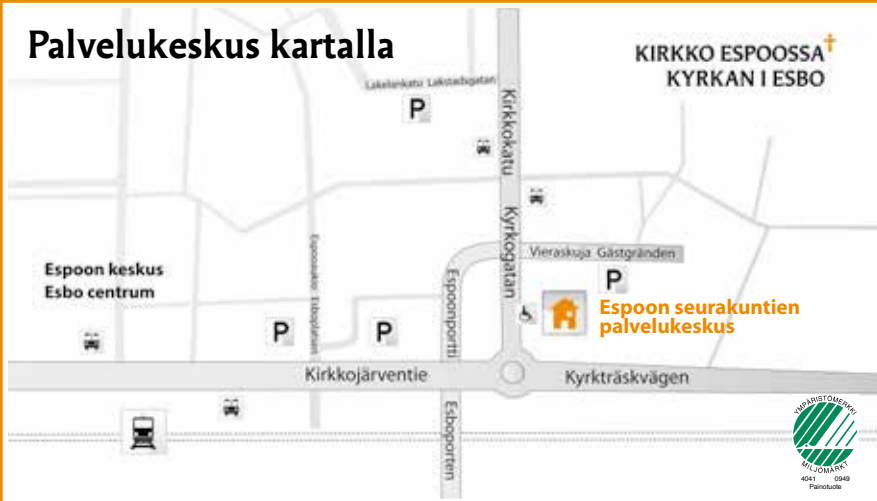 Palvelukeskus kartalla
KIRKKO ESPOOSSA
KYRKAN I ESBO
Lakelankatu Lakstadsgatan
P
Kirkkokatu
Kyrkogatan
Vieraskuja Gästgränden
P
Espoon keskus
Esbo centrum
Espoonportti
Espoon seurakuntien
palvelukeskus
P
P
Kirkkojärventie
Kyrkträskvägen
Esboporten
YMPÄRISTÖMERKKI
MILJÖMÄRKT
4041 0949
Painotuote